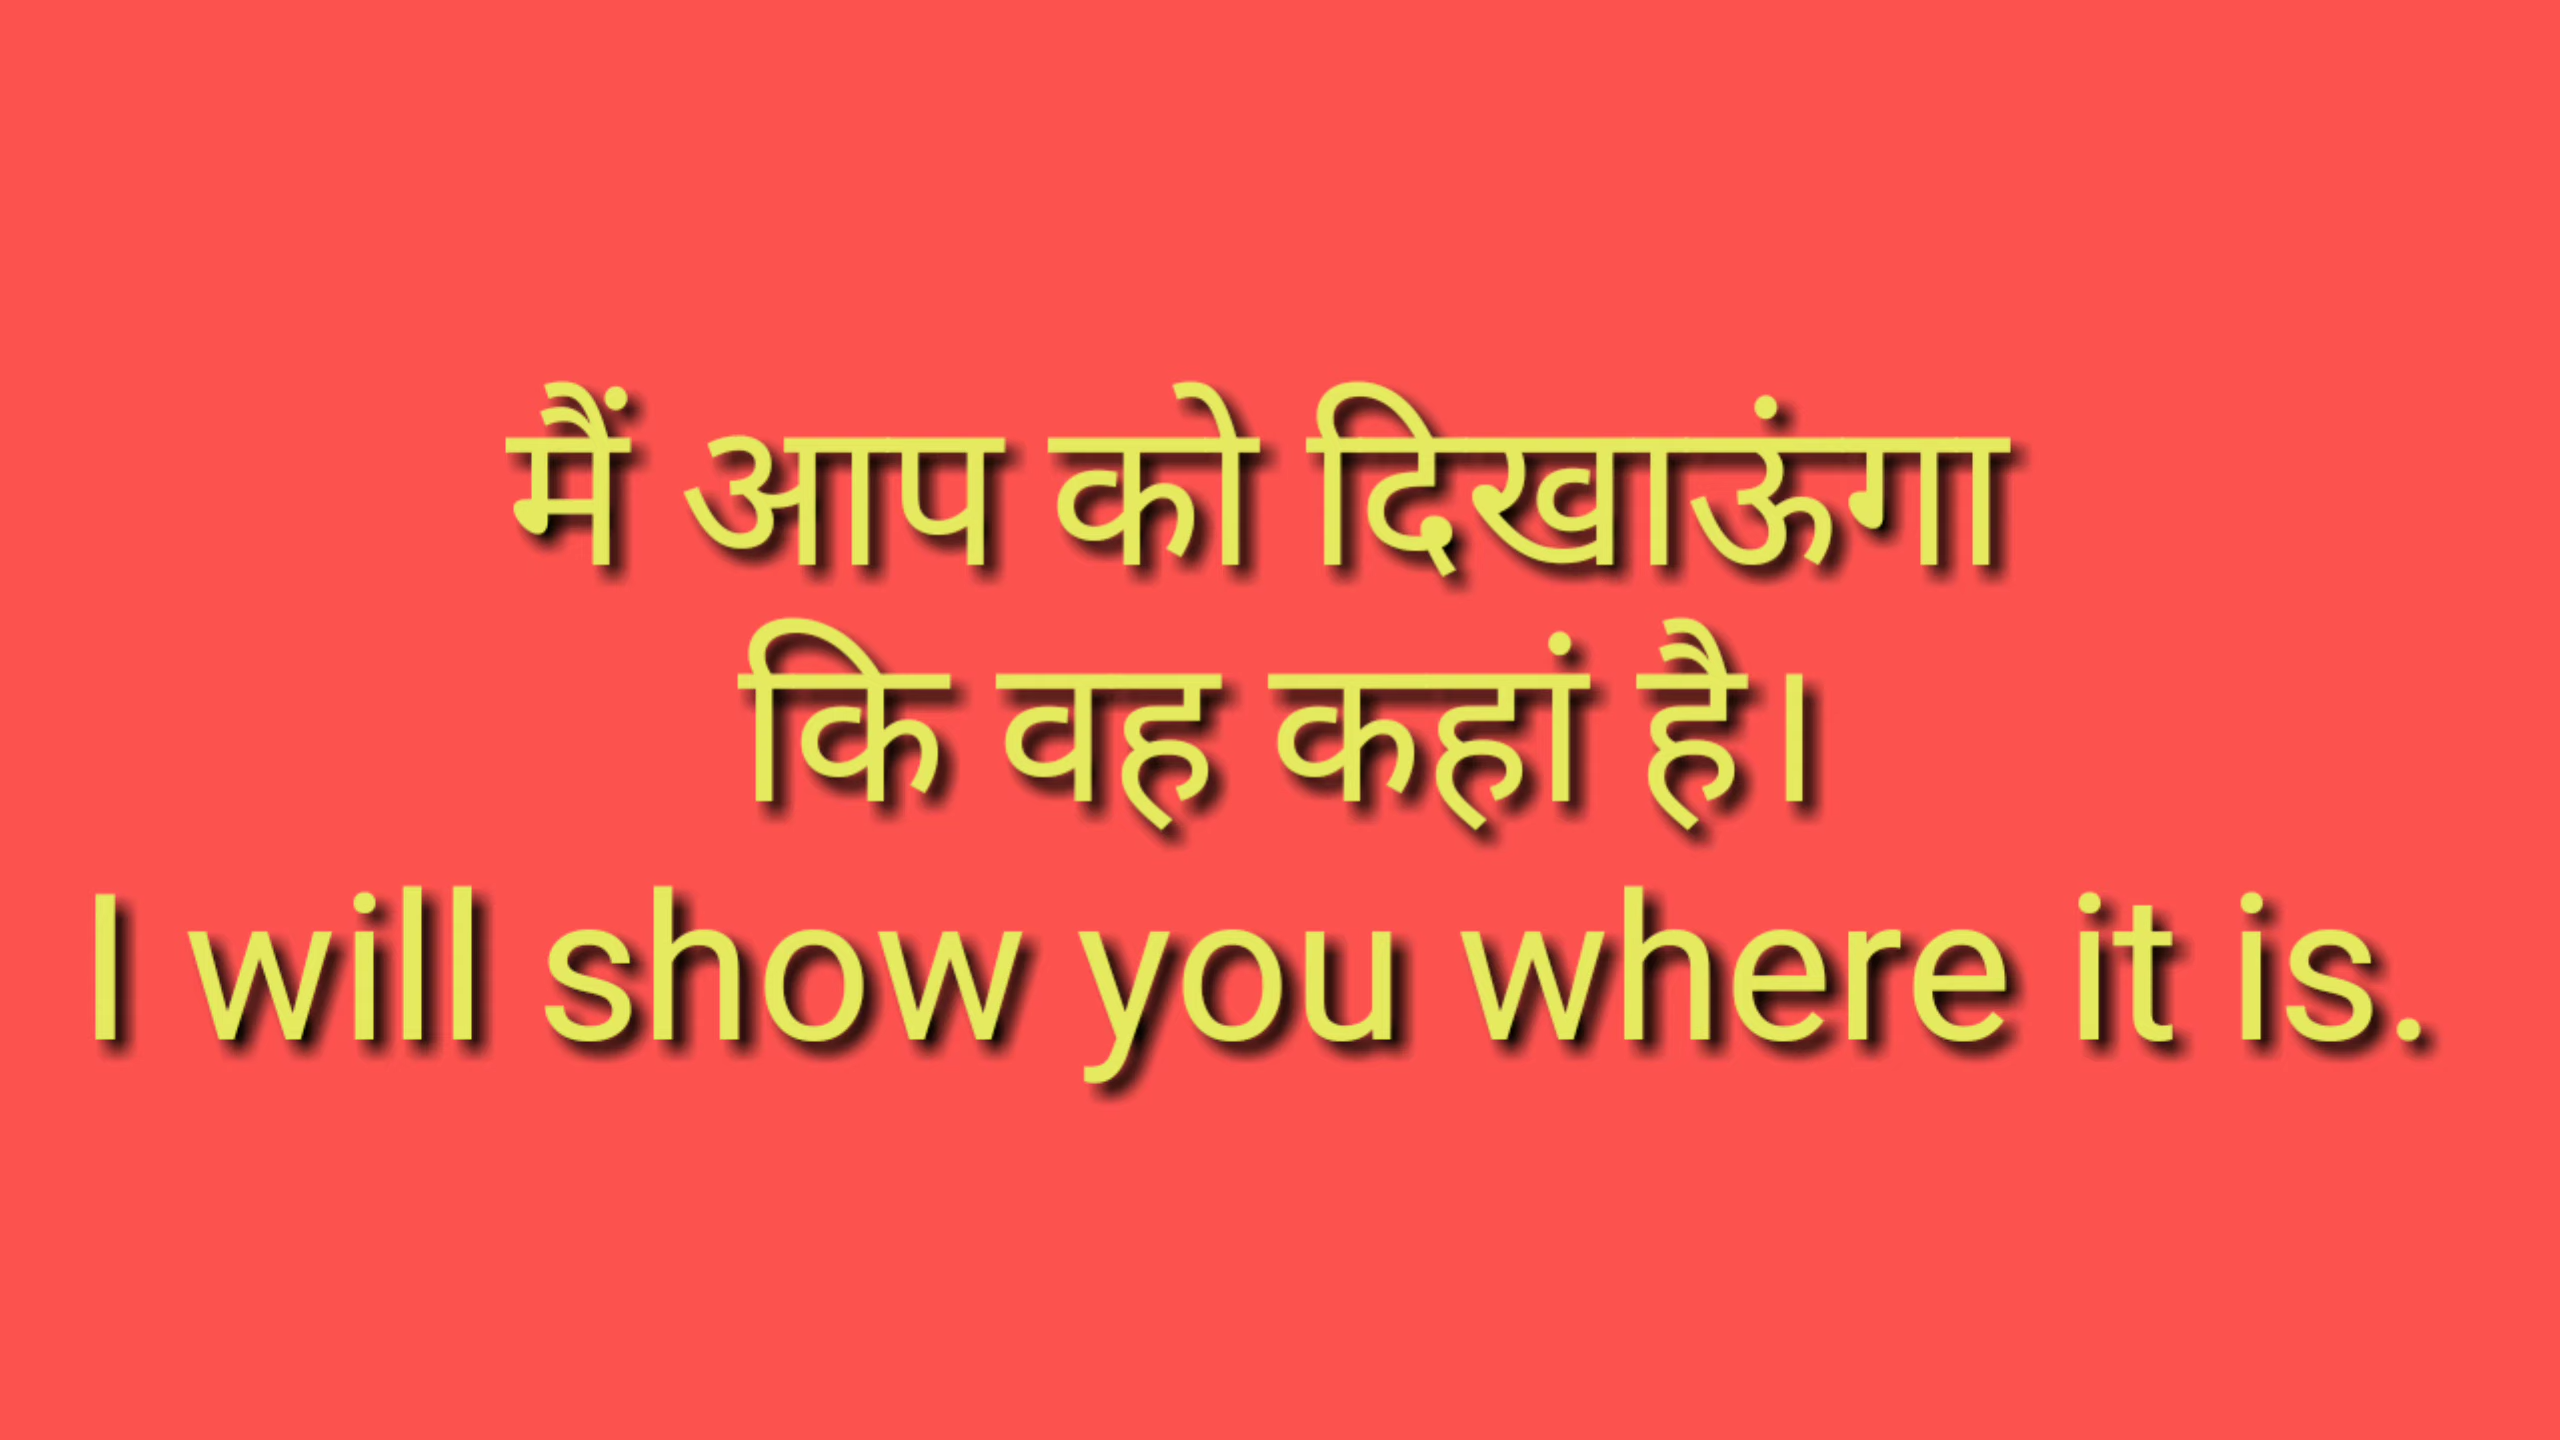 मैं आप को दिखाऊंगा
कि वह कहां है।
I will show you where it is.